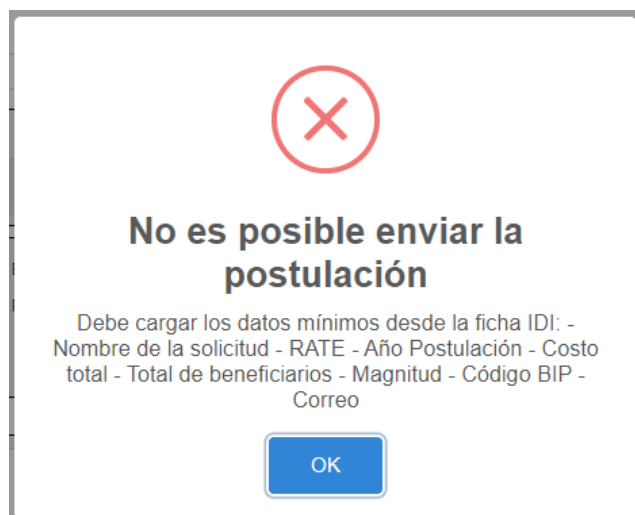 No es posible enviar la
postulación
Debe cargar los datos mínimos desde la ficha IDI: -
Nombre de la solicitud - RATE - Año Postulación - Costo
total - Total de beneficiarios - Magnitud - Código BIP -
Correo
OK